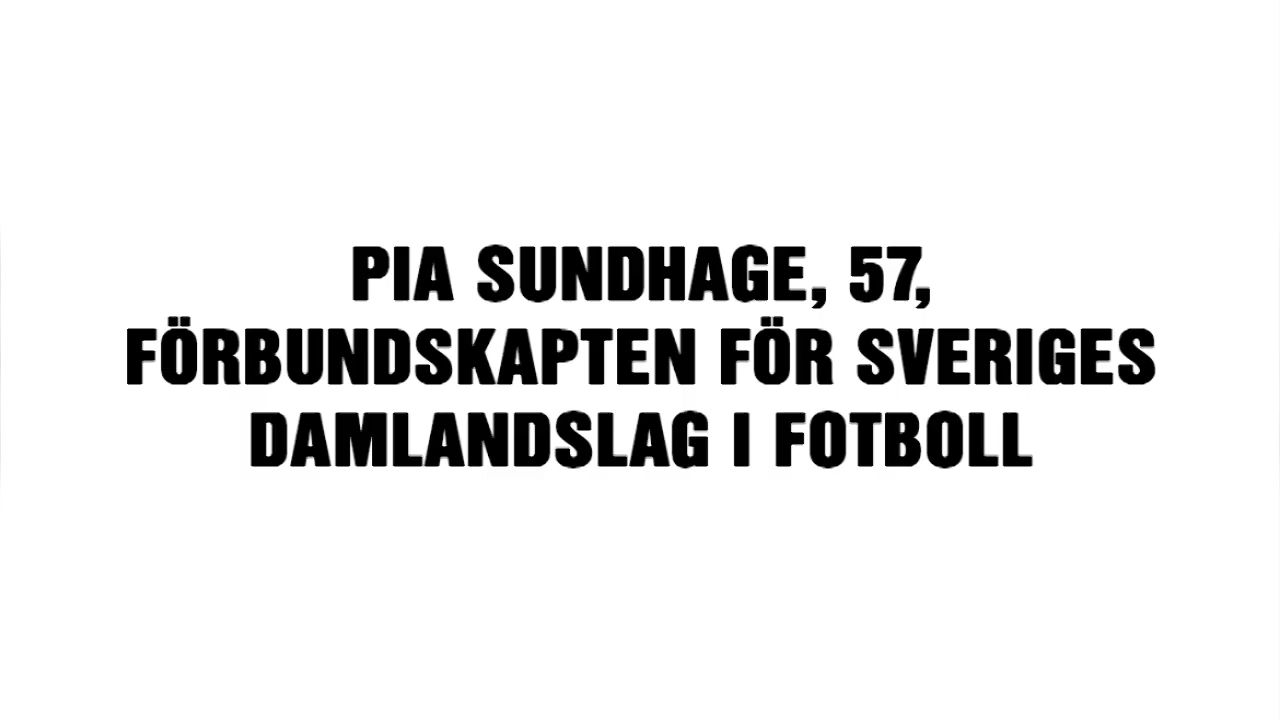 PIA SUNDHAGE, 57,
FÖRBUNDSKAPTEN FÖR SVERIGES
DAMLANDSLAG I FOTBOLL